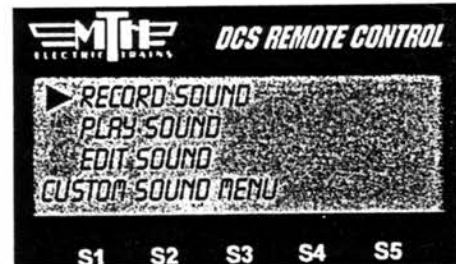 MTH
ELECTRIC TRAINS
DCS REMOTE CONTROL
RECORD SOUND
PLAY SOUND
EDIT SOUND
CUSTOM SOUND MENU
S1 S2 S3 S4 S5